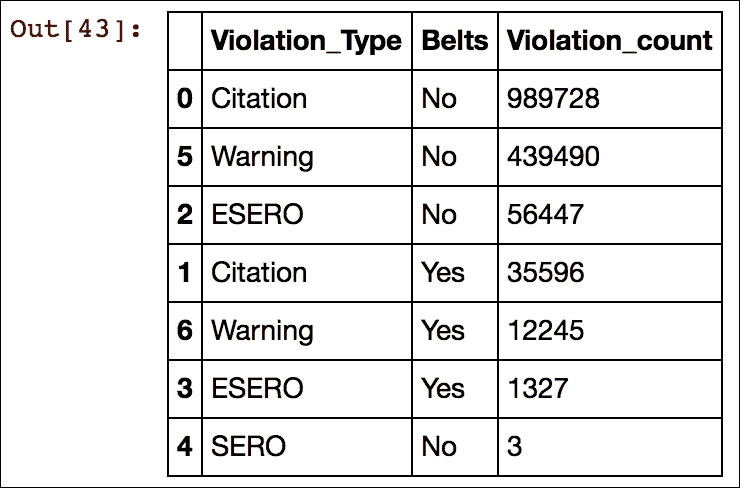 Out[43]:
Violation_Type Belts Violation_count
0 Citation No 989728
5 Warning No 439490
2 ESERO No 56447
1 Citation Yes 35596
6 Warning Yes 12245
3 ESERO Yes 1327
4 SERO No 3